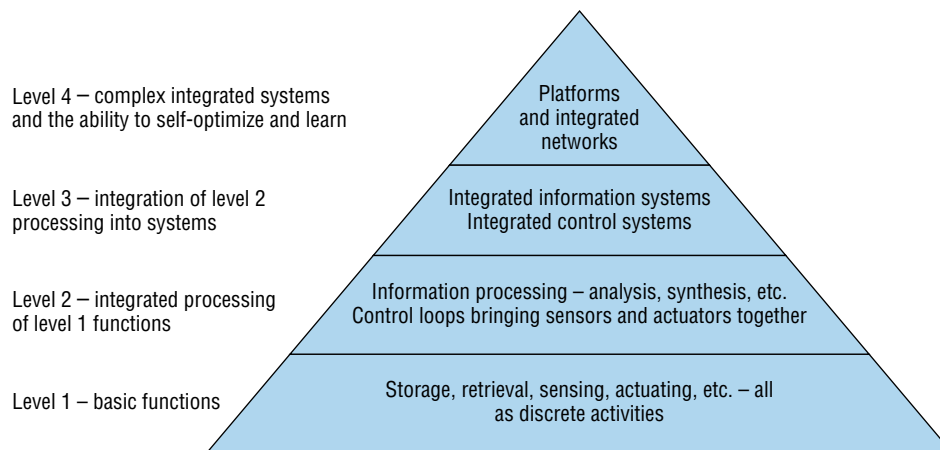 Level 4 – complex integrated systems
and the ability to self-optimize and learn
Platforms
and integrated
networks
Level 3 – integration of level 2
processing into systems
Integrated information systems
Integrated control systems
Level 2 – integrated processing
of level 1 functions
Information processing – analysis, synthesis, etc.
Control loops bringing sensors and actuators together
Level 1 – basic functions
Storage, retrieval, sensing, actuating, etc. – all
as discrete activities